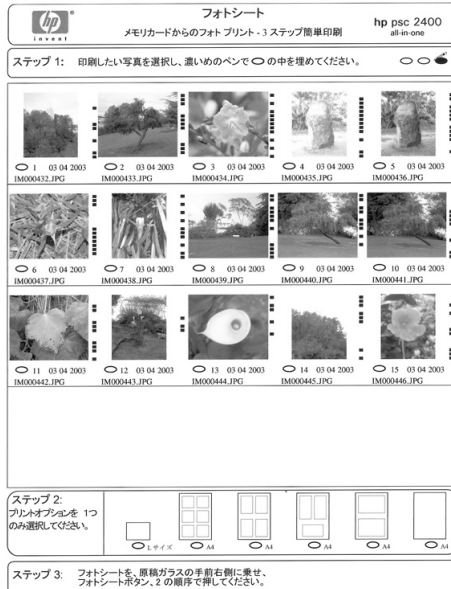 hp
invent
フォトシート
メモリカードからのフォト プリント - 3 ステップ簡単印刷
hp psc 2400
all-in-one
ステップ 1: 印刷したい写真を選択し、濃いめのペンで の中を埋めてください。
1 03 04 2003
IM000432.JPG
2 03 04 2003
IM000433.JPG
3 03 04 2003
IM000434.JPG
4 03 04 2003
IM000435.JPG
5 03 04 2003
IM000436.JPG
6 03 04 2003
IM000437.JPG
7 03 04 2003
IM000438.JPG
8 03 04 2003
IM000439.JPG
9 03 04 2003
IM000440.JPG
10 03 04 2003
IM000441.JPG
11 03 04 2003
IM000442.JPG
12 03 04 2003
IM000443.JPG
13 03 04 2003
IM000444.JPG
14 03 04 2003
IM000445.JPG
15 03 04 2003
IM000446.JPG
ステップ 2:
プリントオプションを 1つ
のみ選択してください。
Lサイズ
A4
A4
A4
A4
A4
ステップ 3: フォトシートを、原稿ガラスの手前右側に乗せ、
フォトシートボタン、2 の順序で押してください。